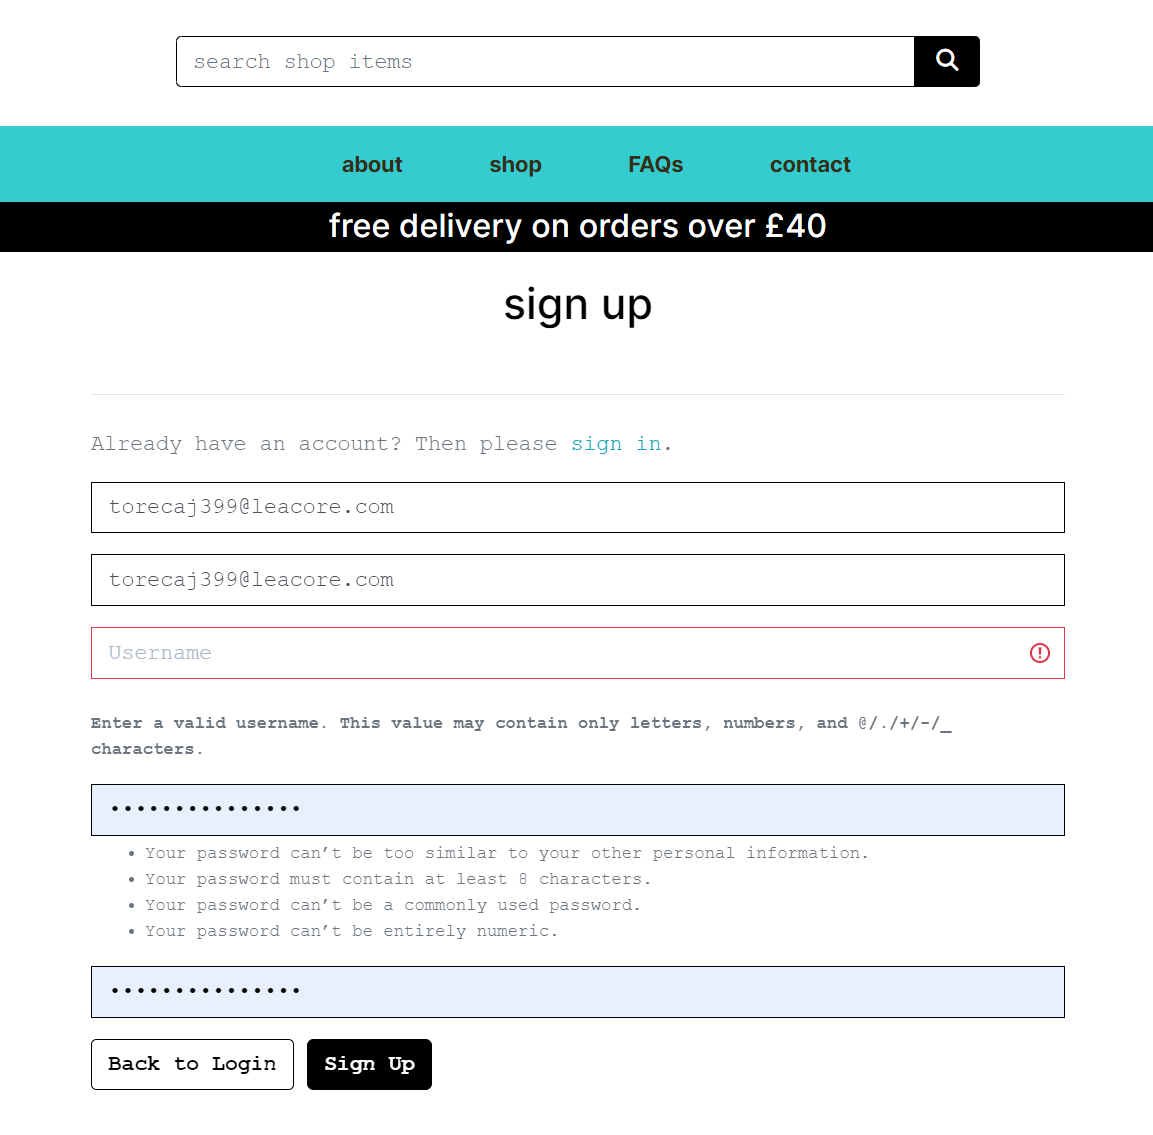 search shop items
about shop FAQs contact
free delivery on orders over £40
sign up
Already have an account? Then please sign in.
torecaj399@leacore.com
torecaj399@leacore.com
Username
Enter a valid username. This value may contain only letters, numbers, and @/./+/-/_
characters.
•••••••••••••••
• Your password can’t be too similar to your other personal information.
• Your password must contain at least 8 characters.
• Your password can’t be a commonly used password.
• Your password can’t be entirely numeric.
•••••••••••••••
Back to Login Sign Up